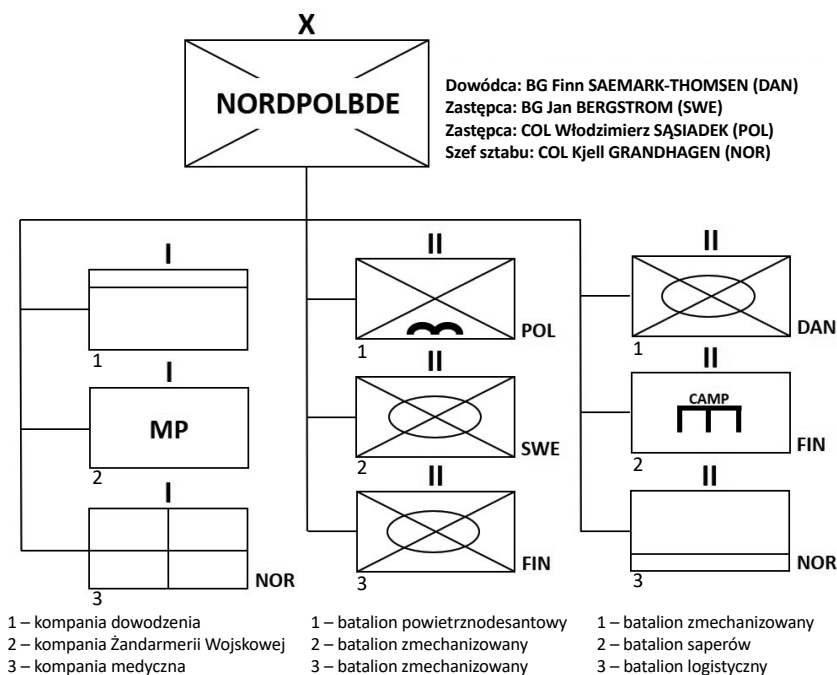 X
NORDPOLBDE
Dowódca: BG Finn SAEMARK-THOMSEN (DAN)
Zastępca: BG Jan BERGSTROM (SWE)
Zastępca: COL Włodzimierz SĄSIADEK (POL)
Szef sztabu: COL Kjell GRANDHAGEN (NOR)
I
1
I
MP
2
I
NOR
3
II
POL
1
II
SWE
2
II
FIN
3
II
DAN
1
II
CAMP
FIN
2
II
NOR
3
1 – kompania dowodzenia
2 – kompania Żandarmerii Wojskowej
3 – kompania medyczna
1 – batalion powietrznodesantowy
2 – batalion zmechanizowany
3 – batalion zmechanizowany
1 – batalion zmechanizowany
2 – batalion saperów
3 – batalion logistyczny